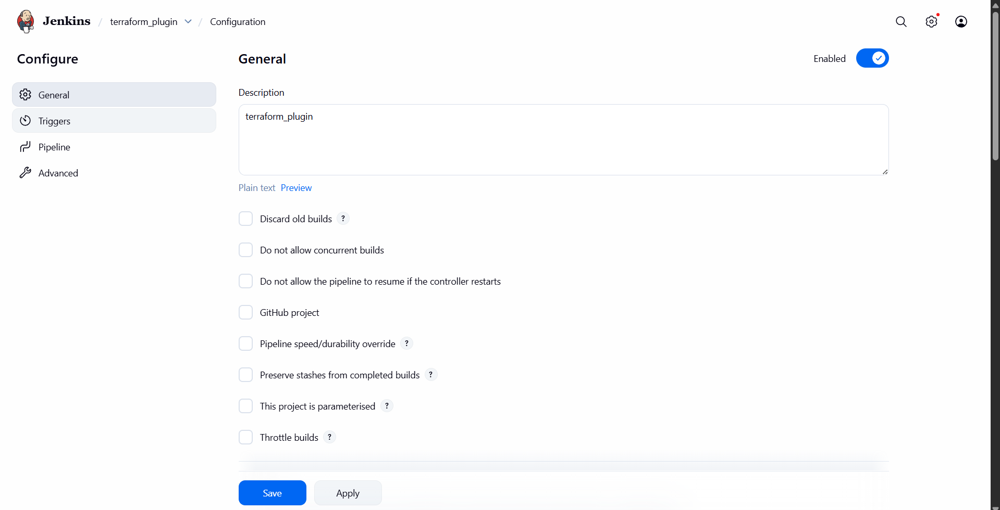 Jenkins / terraform_plugin / Configuration
Configure
General
Triggers
Pipeline
Advanced
General
Enabled
Description
terraform_plugin
Plain text Preview
Discard old builds ?
Do not allow concurrent builds
Do not allow the pipeline to resume if the controller restarts
GitHub project
Pipeline speed/durability override ?
Preserve stashes from completed builds ?
This project is parameterised ?
Throttle builds ?
Save Apply